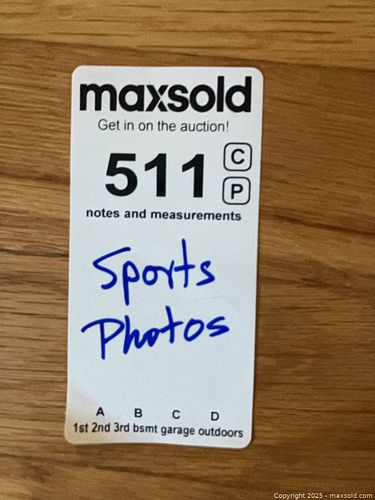 maxsold
Get in on the auction!
511
C
P
notes and measurements
Sports
Photos
A B C D
1st 2nd 3rd bsmt garage outdoors
Copyright 2025 - maxsold.com